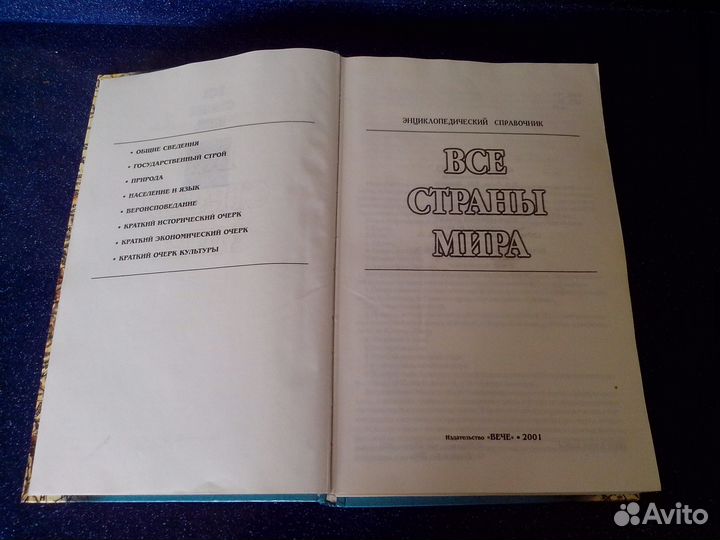 • ОБЩИЕ СВЕДЕНИЯ
• ГОСУДАРСТВЕННЫЙ СТРОЙ
• ПРИРОДА
• НАСЕЛЕНИЕ И ЯЗЫК
• ВЕРОИСПОВЕДАНИЕ
• КРАТКИЙ ИСТОРИЧЕСКИЙ ОЧЕРК
• КРАТКИЙ ЭКОНОМИЧЕСКИЙ ОЧЕРК
• КРАТКИЙ ОЧЕРК КУЛЬТУРЫ
ЭНЦИКЛОПЕДИЧЕСКИЙ СПРАВОЧНИК
ВСЕ
СТРАНЫ
МИРА
Издательство «ВЕЧЕ» • 2001
Avito